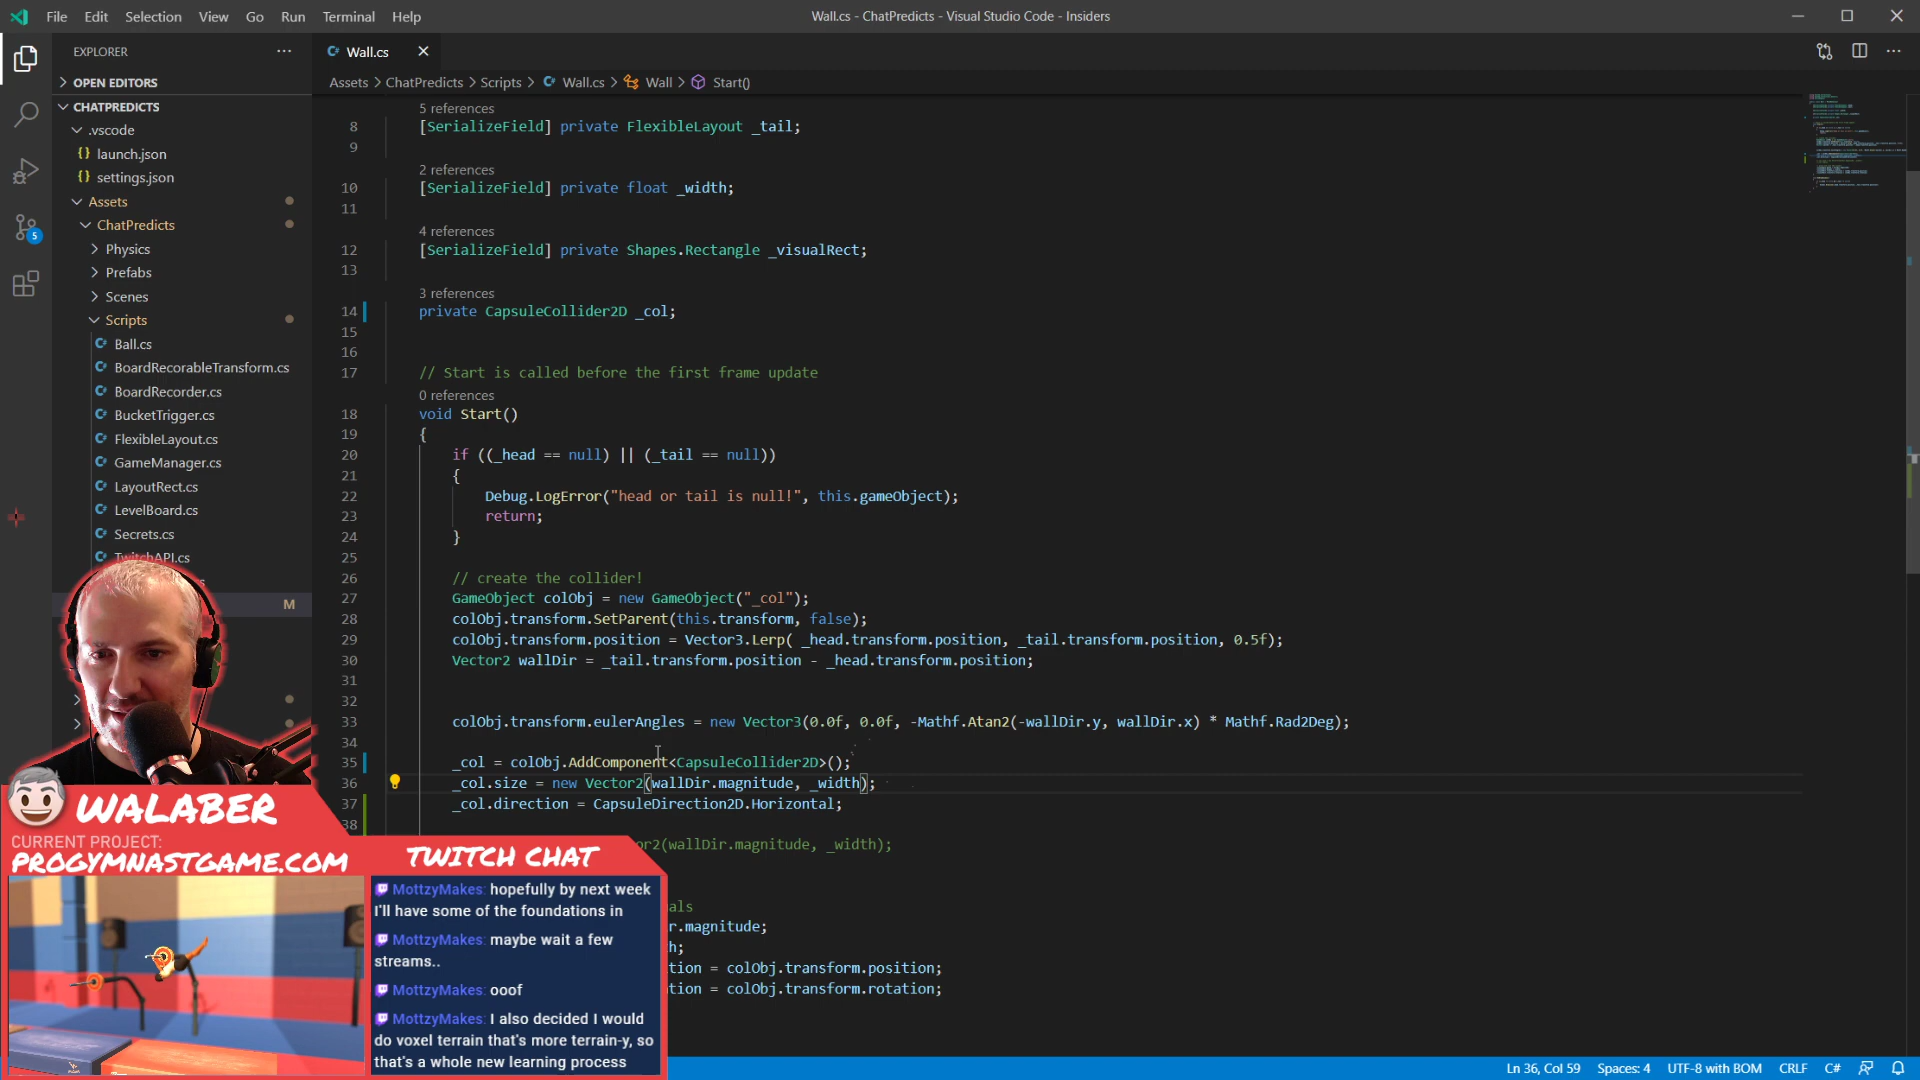 File Edit Selection View Go Run Terminal Help
Wall.cs - ChatPredicts - Visual Studio Code - Insiders
EXPLORER
OPEN EDITORS
CHATPREDICTS
.vscode
{} launch.json
{} settings.json
Assets
ChatPredicts
Physics
Prefabs
Scenes
Scripts
Ball.cs
BoardRecorableTransform.cs
BoardRecorder.cs
BucketTrigger.cs
FlexibleLayout.cs
GameManager.cs
LayoutRect.cs
LevelBoard.cs
Secrets.cs
TwitchAPI.cs
M
5
Wall.cs
Assets > ChatPredicts > Scripts > Wall.cs > Wall > Start()
5 references
8 [SerializeField] private FlexibleLayout _tail;
9
2 references
10 [SerializeField] private float _width;
11
4 references
12 [SerializeField] private Shapes.Rectangle _visualRect;
13
3 references
14 private CapsuleCollider2D _col;
15
16
17 // Start is called before the first frame update
0 references
18 void Start()
19 {
20 if ((_head == null) || (_tail == null))
21 {
22 Debug.LogError("head or tail is null!", this.gameObject);
23 return;
24 }
25
26 // create the collider!
27 GameObject colObj = new GameObject("_col");
28 colObj.transform.SetParent(this.transform, false);
29 colObj.transform.position = Vector3.Lerp( _head.transform.position, _tail.transform.position, 0.5f);
30 Vector2 wallDir = _tail.transform.position - _head.transform.position;
31
32
33 colObj.transform.eulerAngles = new Vector3(0.0f, 0.0f, -Mathf.Atan2(-wallDir.y, wallDir.x) * Mathf.Rad2Deg);
34
35 _col = colObj.AddComponent<CapsuleCollider2D>();
36 _col.size = new Vector2(wallDir.magnitude, _width);
37 _col.direction = CapsuleDirection2D.Horizontal;
38
or2(wallDir.magnitude, _width);
als
r.magnitude;
h;
tion = colObj.transform.position;
tion = colObj.transform.rotation;
WALABER
CURRENT PROJECT:
PROGYMNASTGAME.COM
TWITCH CHAT
MottzyMakes: hopefully by next week
I'll have some of the foundations in
MottzyMakes: maybe wait a few
streams..
MottzyMakes: ooof
MottzyMakes: I also decided I would
do voxel terrain that's more terrain-y, so
that's a whole new learning process
Ln 36, Col 59 Spaces: 4 UTF-8 with BOM CRLF C#